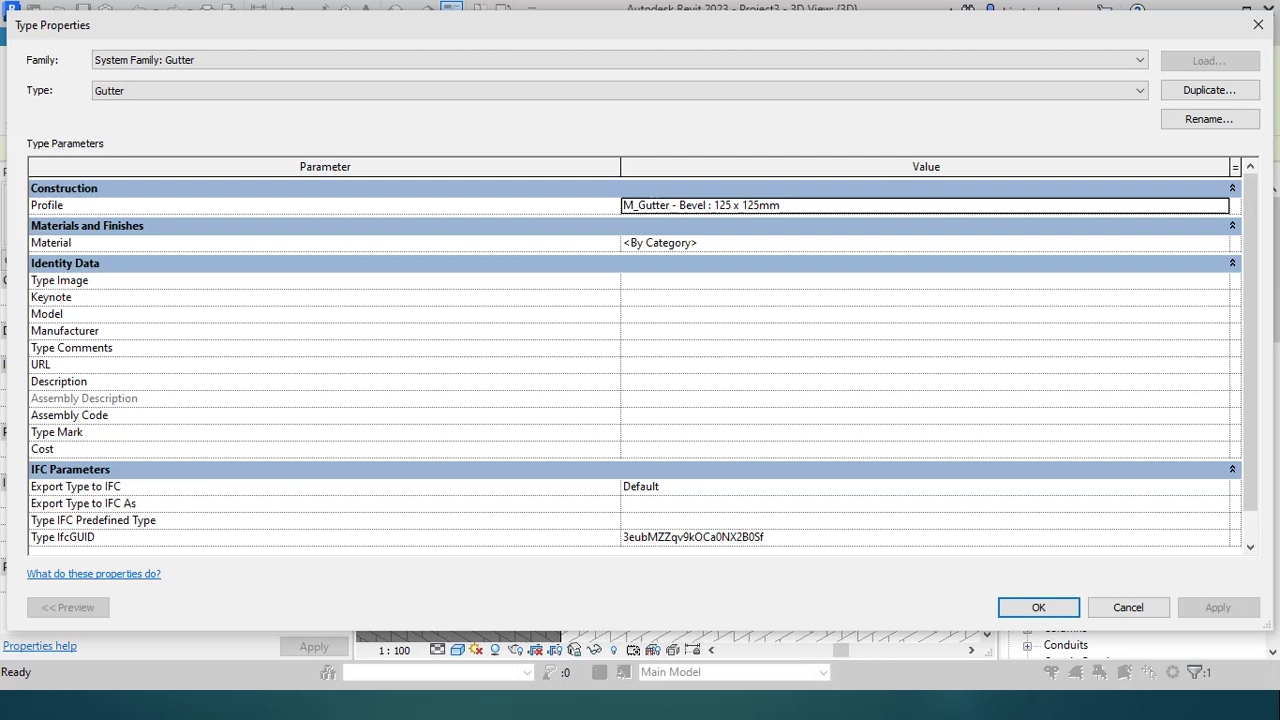 Autodesk Revit 2023 - Project3 - 3D View: {3D}
Type Properties
Family:
System Family: Gutter
Load...
Type:
Gutter
Duplicate...
Rename...
Type Parameters
Parameter
Value
=
Construction
Profile
M_Gutter - Bevel : 125 x 125mm
Materials and Finishes
Material
<By Category>
Identity Data
Type Image
Keynote
Model
Manufacturer
Type Comments
URL
Description
Assembly Description
Assembly Code
Type Mark
Cost
IFC Parameters
Export Type to IFC
Default
Export Type to IFC As
Type IFC Predefined Type
Type IfcGUID
3eubMZZqv9kOCa0NX2B0Sf
What do these properties do?
<< Preview
OK
Cancel
Apply
Properties help
Apply
1 : 100
Conduits
Ready
:0
Main Model
:1